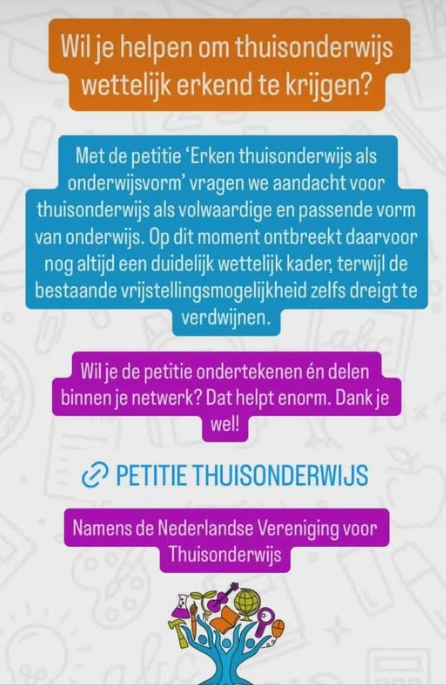 Wil je helpen om thuisonderwijs
wettelijk erkend te krijgen?
Met de petitie ‘Erken thuisonderwijs als
onderwijsvorm’ vragen we aandacht voor
thuisonderwijs als volwaardige en passende vorm
van onderwijs. Op dit moment ontbreekt daarvoor
nog altijd een duidelijk wettelijk kader, terwijl de
bestaande vrijstellingsmogelijkheid zelfs dreigt te
verdwijnen.
Wil je de petitie ondertekenen én delen
binnen je netwerk? Dat helpt enorm. Dank je
wel!
PETITIE THUISONDERWIJS
Namens de Nederlandse Vereniging voor
Thuisonderwijs